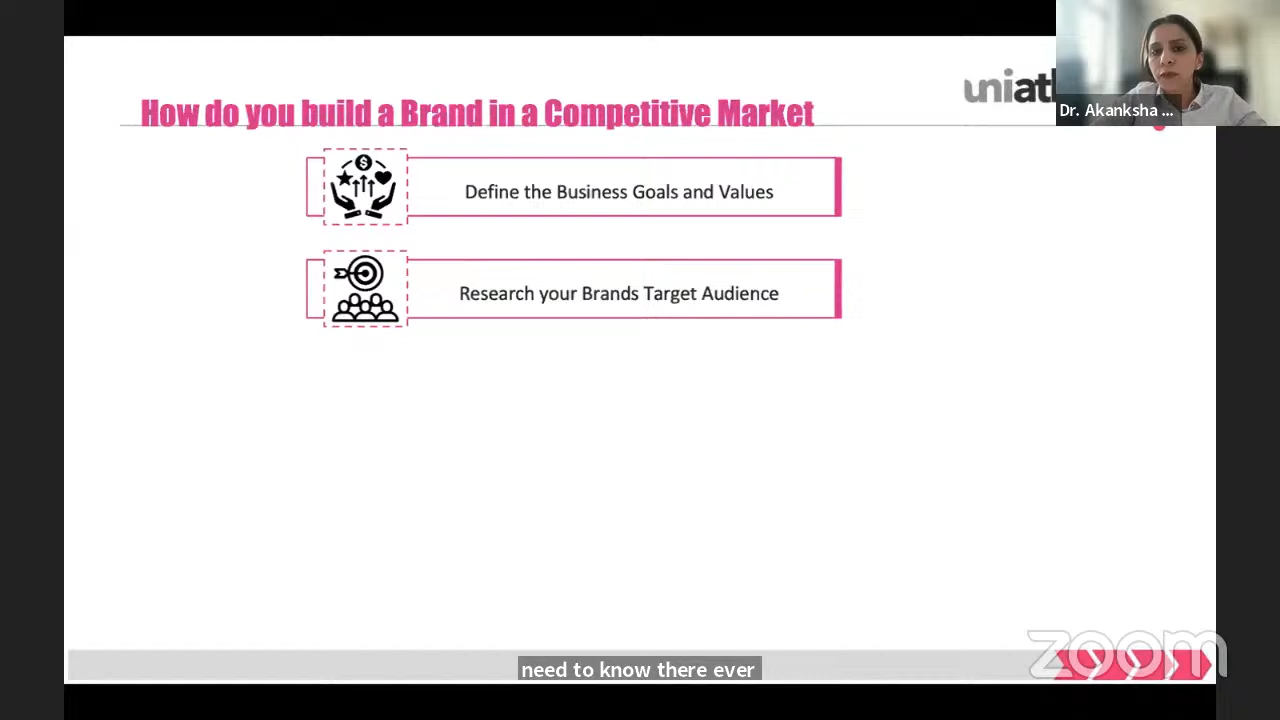 How do you build a Brand in a Competitive Market
uniatl
Dr. Akanksha ...
Define the Business Goals and Values
Research your Brands Target Audience
zoom
need to know there ever